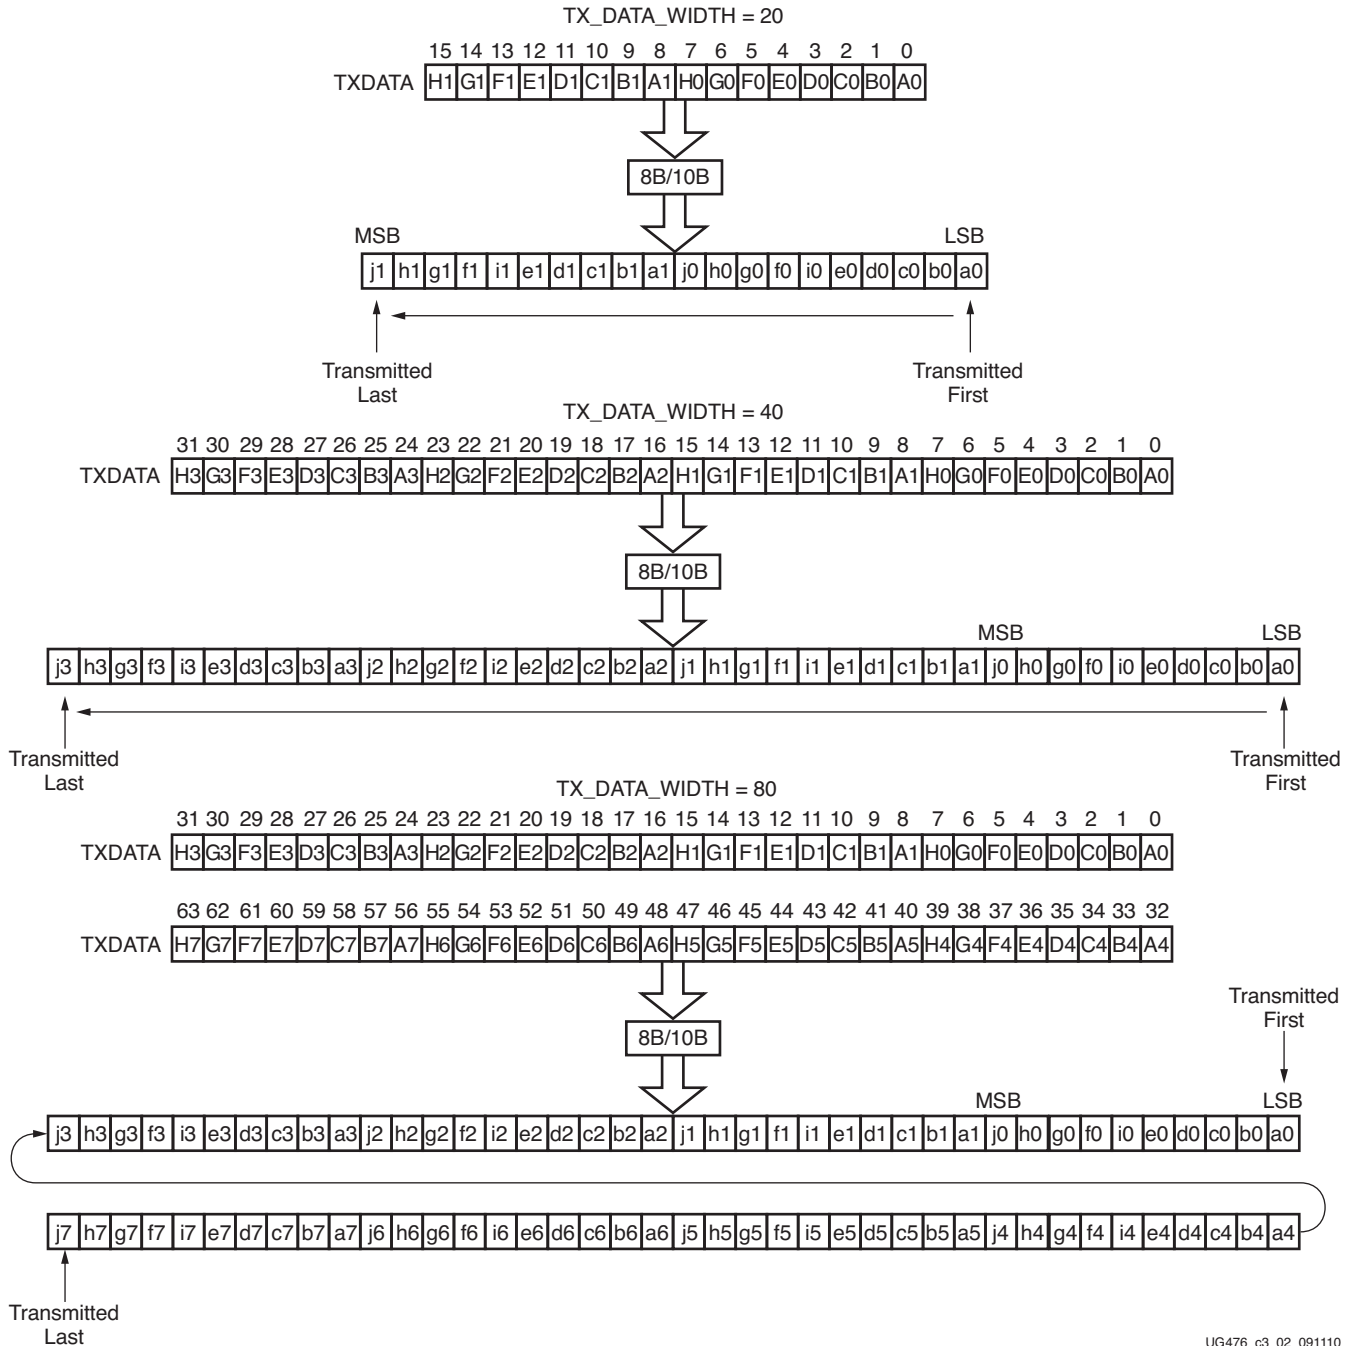 TX_DATA_WIDTH = 20
15 14 13 12 11 10 9 8 7 6 5 4 3 2 1 0
TXDATA H1 G1 F1 E1 D1 C1 B1 A1 H0 G0 F0 E0 D0 C0 B0 A0
8B/10B
MSB LSB
j1 h1 g1 f1 i1 e1 d1 c1 b1 a1 j0 h0 g0 f0 i0 e0 d0 c0 b0 a0
Transmitted Transmitted
Last First
TX_DATA_WIDTH = 40
31 30 29 28 27 26 25 24 23 22 21 20 19 18 17 16 15 14 13 12 11 10 9 8 7 6 5 4 3 2 1 0
TXDATA H3 G3 F3 E3 D3 C3 B3 A3 H2 G2 F2 E2 D2 C2 B2 A2 H1 G1 F1 E1 D1 C1 B1 A1 H0 G0 F0 E0 D0 C0 B0 A0
8B/10B
MSB LSB
j3 h3 g3 f3 i3 e3 d3 c3 b3 a3 j2 h2 g2 f2 i2 e2 d2 c2 b2 a2 j1 h1 g1 f1 i1 e1 d1 c1 b1 a1 j0 h0 g0 f0 i0 e0 d0 c0 b0 a0
Transmitted Transmitted
Last First
TX_DATA_WIDTH = 80
31 30 29 28 27 26 25 24 23 22 21 20 19 18 17 16 15 14 13 12 11 10 9 8 7 6 5 4 3 2 1 0
TXDATA H3 G3 F3 E3 D3 C3 B3 A3 H2 G2 F2 E2 D2 C2 B2 A2 H1 G1 F1 E1 D1 C1 B1 A1 H0 G0 F0 E0 D0 C0 B0 A0
63 62 61 60 59 58 57 56 55 54 53 52 51 50 49 48 47 46 45 44 43 42 41 40 39 38 37 36 35 34 33 32
TXDATA H7 G7 F7 E7 D7 C7 B7 A7 H6 G6 F6 E6 D6 C6 B6 A6 H5 G5 F5 E5 D5 C5 B5 A5 H4 G4 F4 E4 D4 C4 B4 A4
Transmitted
First
8B/10B
MSB LSB
j3 h3 g3 f3 i3 e3 d3 c3 b3 a3 j2 h2 g2 f2 i2 e2 d2 c2 b2 a2 j1 h1 g1 f1 i1 e1 d1 c1 b1 a1 j0 h0 g0 f0 i0 e0 d0 c0 b0 a0
j7 h7 g7 f7 i7 e7 d7 c7 b7 a7 j6 h6 g6 f6 i6 e6 d6 c6 b6 a6 j5 h5 g5 f5 i5 e5 d5 c5 b5 a5 j4 h4 g4 f4 i4 e4 d4 c4 b4 a4
Transmitted
Last
UG476_c3_02_091110